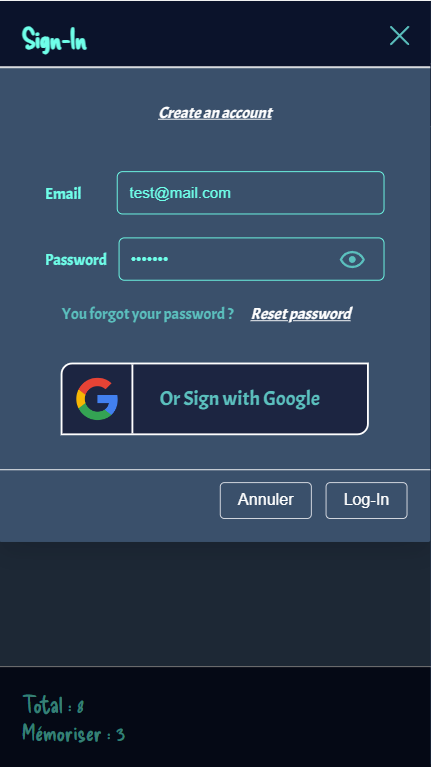 Sign-In
Create an account
Email test@mail.com
Password •••••••
You forgot your password ? Reset password
Or Sign with Google
Annuler Log-In
Total : 8
Mémoriser : 3